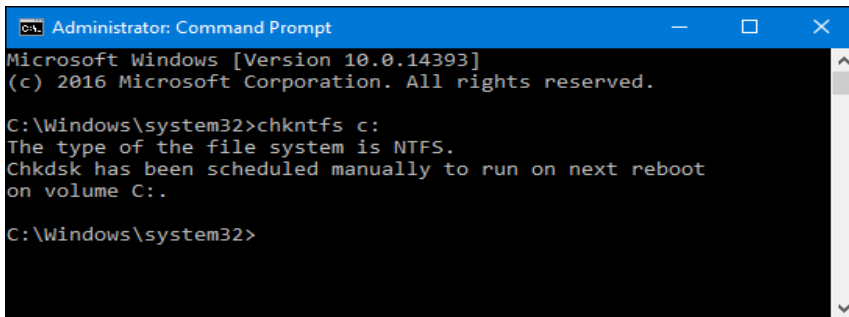 Administrator: Command Prompt
Microsoft Windows [Version 10.0.14393]
(c) 2016 Microsoft Corporation. All rights reserved.
C:\Windows\system32>chkntfs c:
The type of the file system is NTFS.
Chkdsk has been scheduled manually to run on next reboot
on volume C:.
C:\Windows\system32>